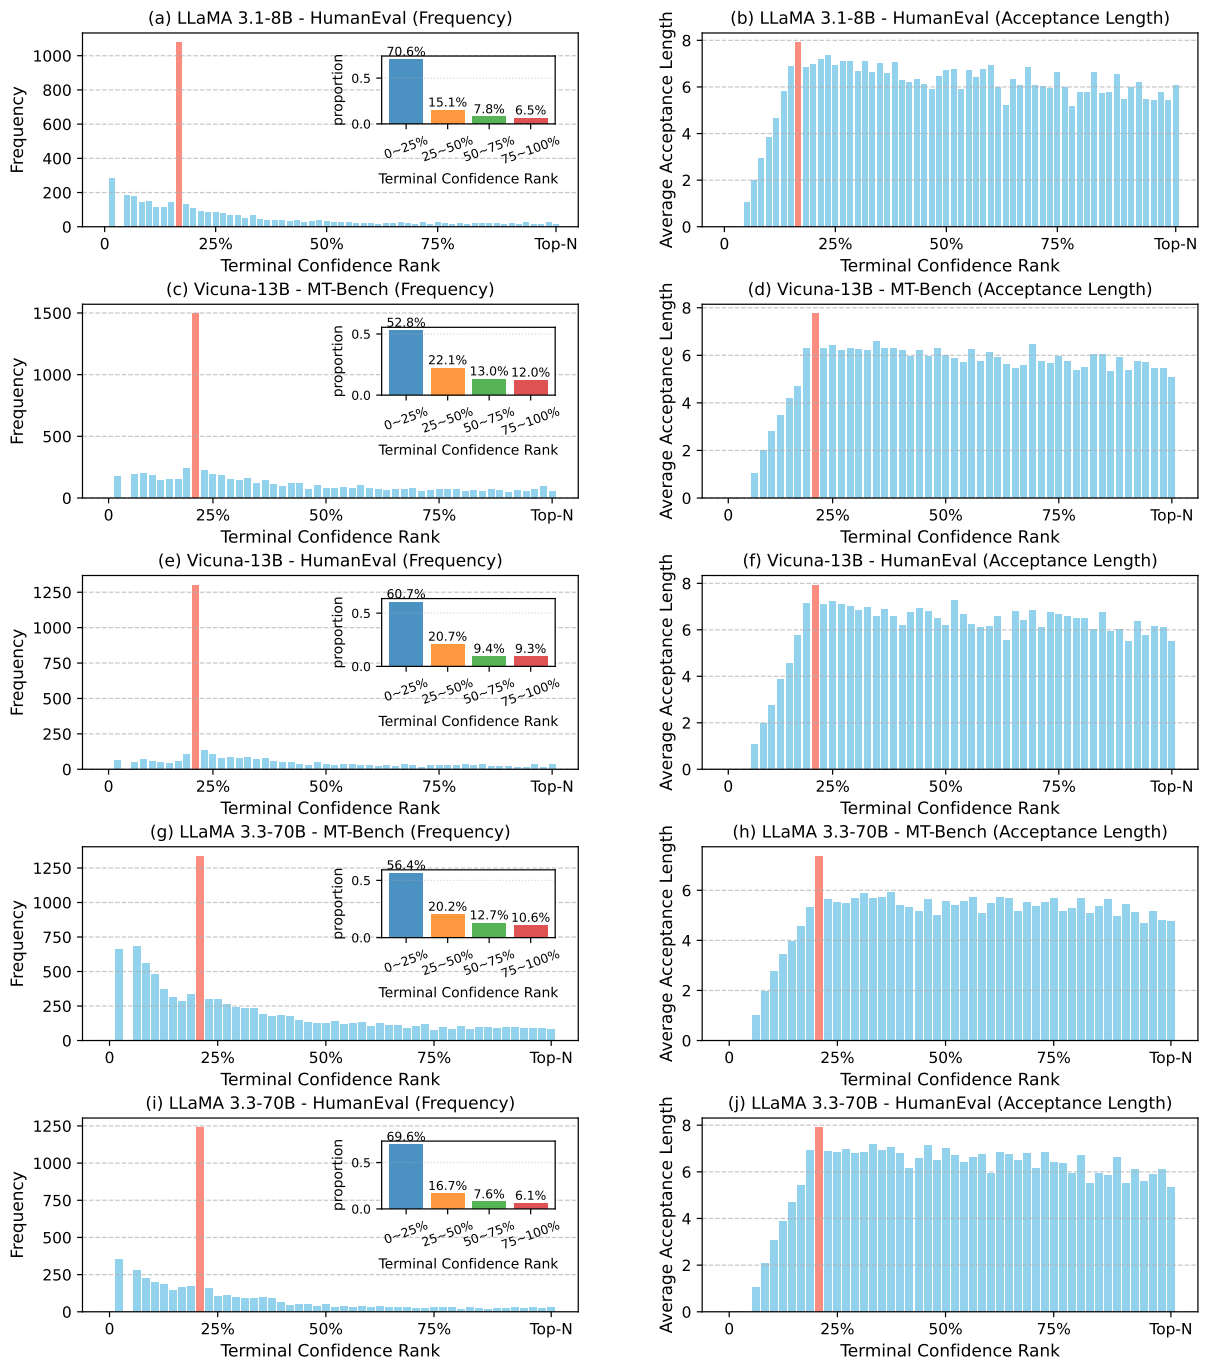 (a) LLaMA 3.1-8B - HumanEval (Frequency)
Frequency
1000
800
600
400
200
0
0
25%
50%
75%
Top-N
Terminal Confidence Rank
proportion
0.5
0.0
70.6%
15.1%
7.8%
6.5%
0~25%
25~50%
50~75%
75~100%
Terminal Confidence Rank
(b) LLaMA 3.1-8B - HumanEval (Acceptance Length)
Average Acceptance Length
8
6
4
2
0
0
25%
50%
75%
Top-N
Terminal Confidence Rank
(c) Vicuna-13B - MT-Bench (Frequency)
Frequency
1500
1000
500
0
0
25%
50%
75%
Top-N
Terminal Confidence Rank
proportion
0.5
0.0
52.8%
22.1%
13.0%
12.0%
0~25%
25~50%
50~75%
75~100%
Terminal Confidence Rank
(d) Vicuna-13B - MT-Bench (Acceptance Length)
Average Acceptance Length
8
6
4
2
0
0
25%
50%
75%
Top-N
Terminal Confidence Rank
(e) Vicuna-13B - HumanEval (Frequency)
Frequency
1250
1000
750
500
250
0
0
25%
50%
75%
Top-N
Terminal Confidence Rank
proportion
0.5
0.0
60.7%
20.7%
9.4%
9.3%
0~25%
25~50%
50~75%
75~100%
Terminal Confidence Rank
(f) Vicuna-13B - HumanEval (Acceptance Length)
Average Acceptance Length
8
6
4
2
0
0
25%
50%
75%
Top-N
Terminal Confidence Rank
(g) LLaMA 3.3-70B - MT-Bench (Frequency)
Frequency
1250
1000
750
500
250
0
0
25%
50%
75%
Top-N
Terminal Confidence Rank
proportion
0.5
0.0
56.4%
20.2%
12.7%
10.6%
0~25%
25~50%
50~75%
75~100%
Terminal Confidence Rank
(h) LLaMA 3.3-70B - MT-Bench (Acceptance Length)
Average Acceptance Length
6
4
2
0
0
25%
50%
75%
Top-N
Terminal Confidence Rank
(i) LLaMA 3.3-70B - HumanEval (Frequency)
Frequency
1250
1000
750
500
250
0
0
25%
50%
75%
Top-N
Terminal Confidence Rank
proportion
0.5
0.0
69.6%
16.7%
7.6%
6.1%
0~25%
25~50%
50~75%
75~100%
Terminal Confidence Rank
(j) LLaMA 3.3-70B - HumanEval (Acceptance Length)
Average Acceptance Length
8
6
4
2
0
0
25%
50%
75%
Top-N
Terminal Confidence Rank